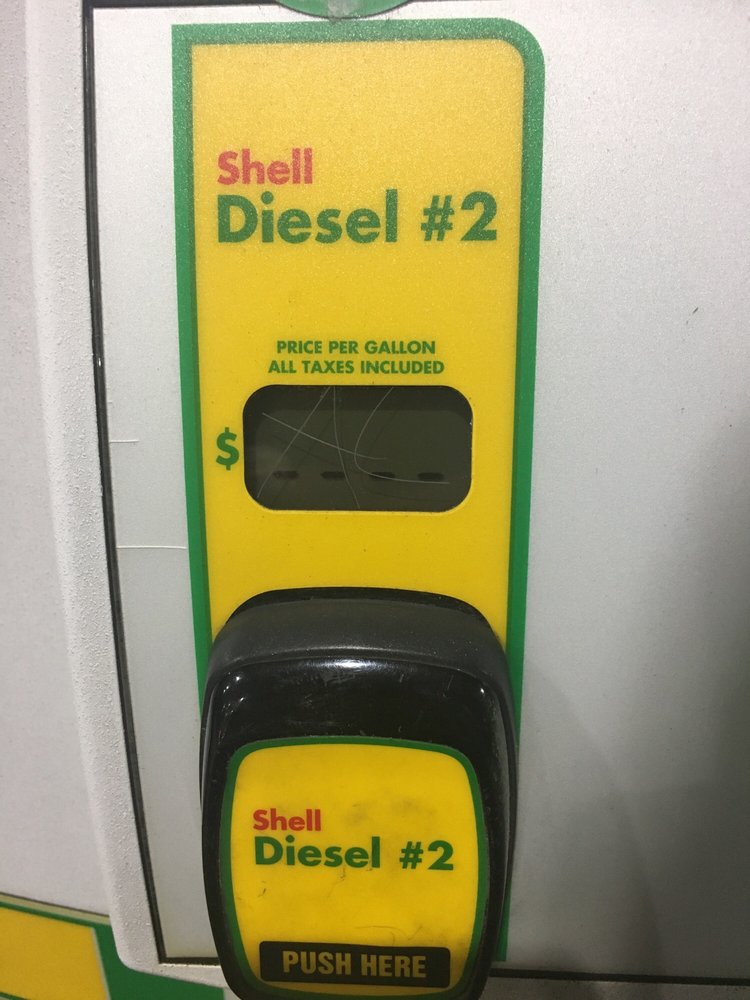 Shell
Diesel #2
PRICE PER GALLON
ALL TAXES INCLUDED
$ ----
Shell
Diesel #2
PUSH HERE